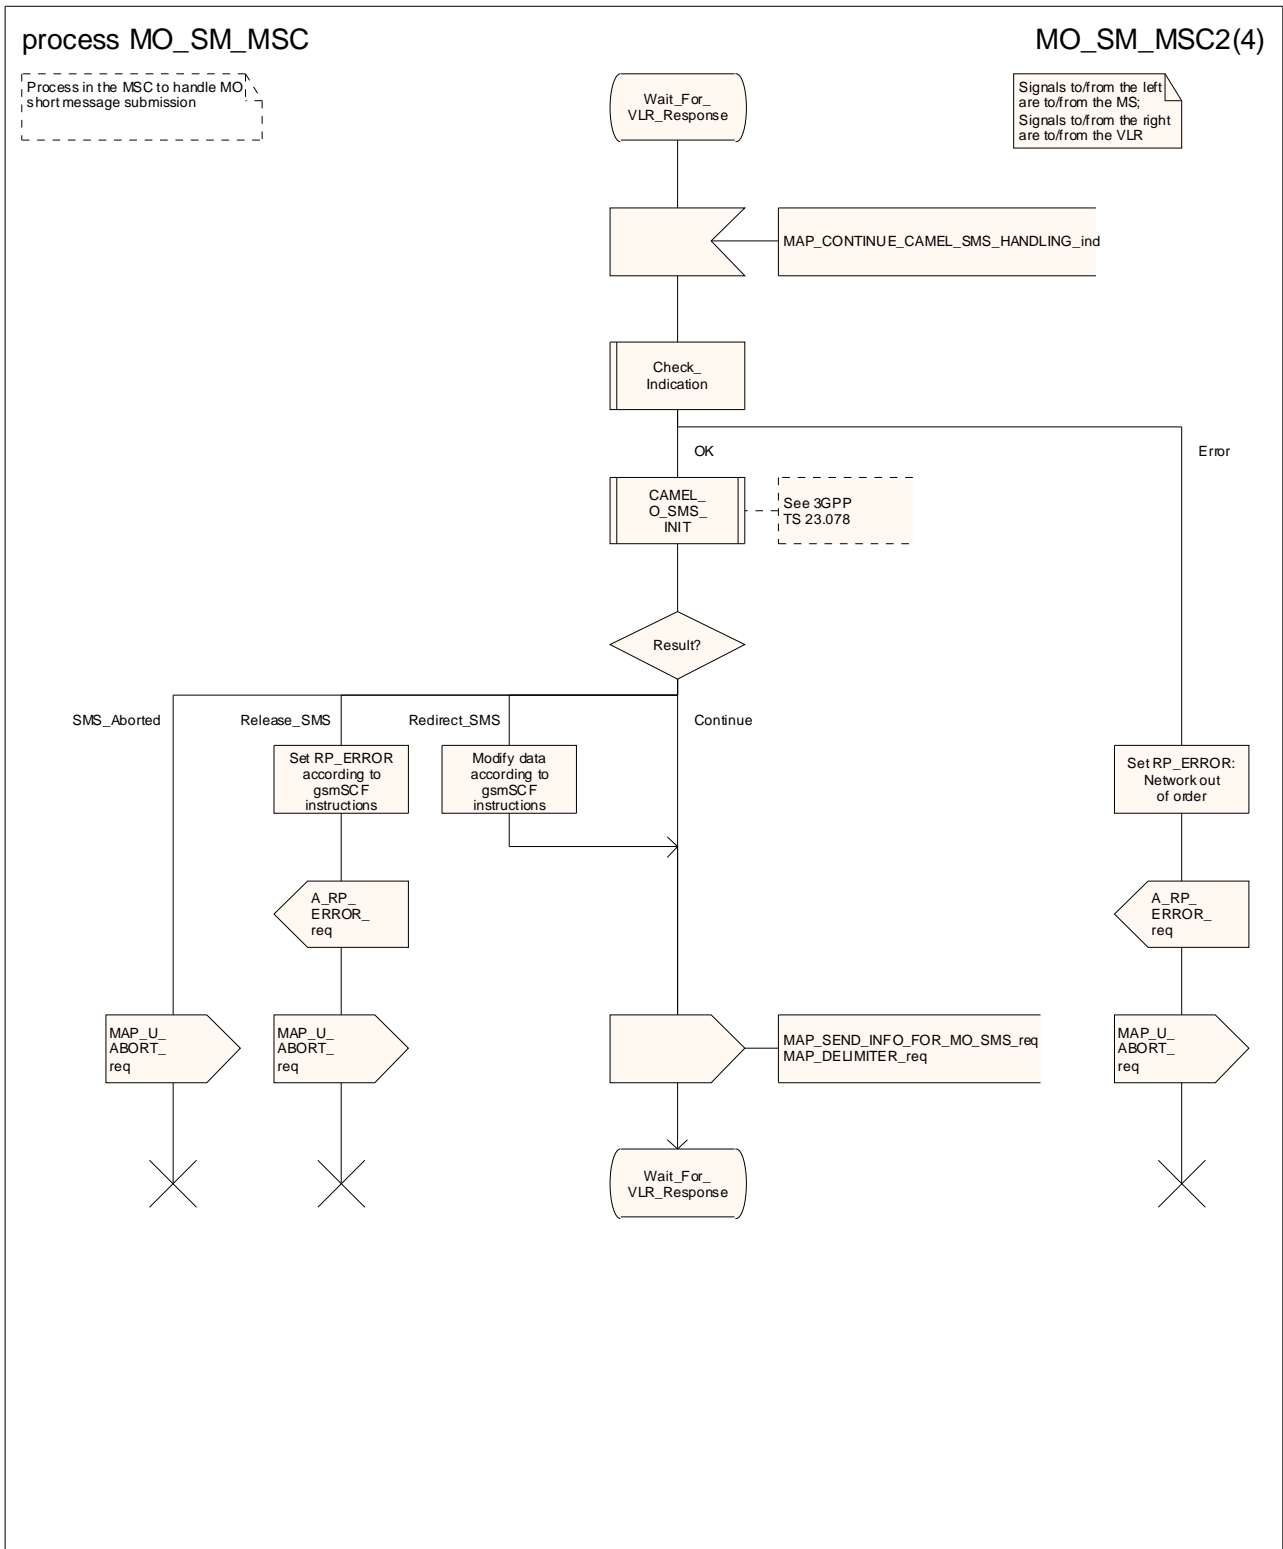 process MO_SM_MSC
MO_SM_MSC2(4)
Process in the MSC to handle MO
short message submission
Wait_For_
VLR_Response
Signals to/from the left
are to/from the MS;
Signals to/from the right
are to/from the VLR
MAP_CONTINUE_CAMEL_SMS_HANDLING_ind
Check_
Indication
OK
Error
CAMEL_
O_SMS_
INIT
See 3GPP
TS 23.078
Result?
SMS_Aborted
Release_SMS
Redirect_SMS
Continue
Set RP_ERROR
according to
gsmSCF
instructions
Modify data
according to
gsmSCF
instructions
Set RP_ERROR:
Network out
of order
A_RP_
ERROR_
req
A_RP_
ERROR_
req
MAP_U_
ABORT_
req
MAP_U_
ABORT_
req
MAP_SEND_INFO_FOR_MO_SMS_req
MAP_DELIMITER_req
MAP_U_
ABORT_
req
Wait_For_
VLR_Response